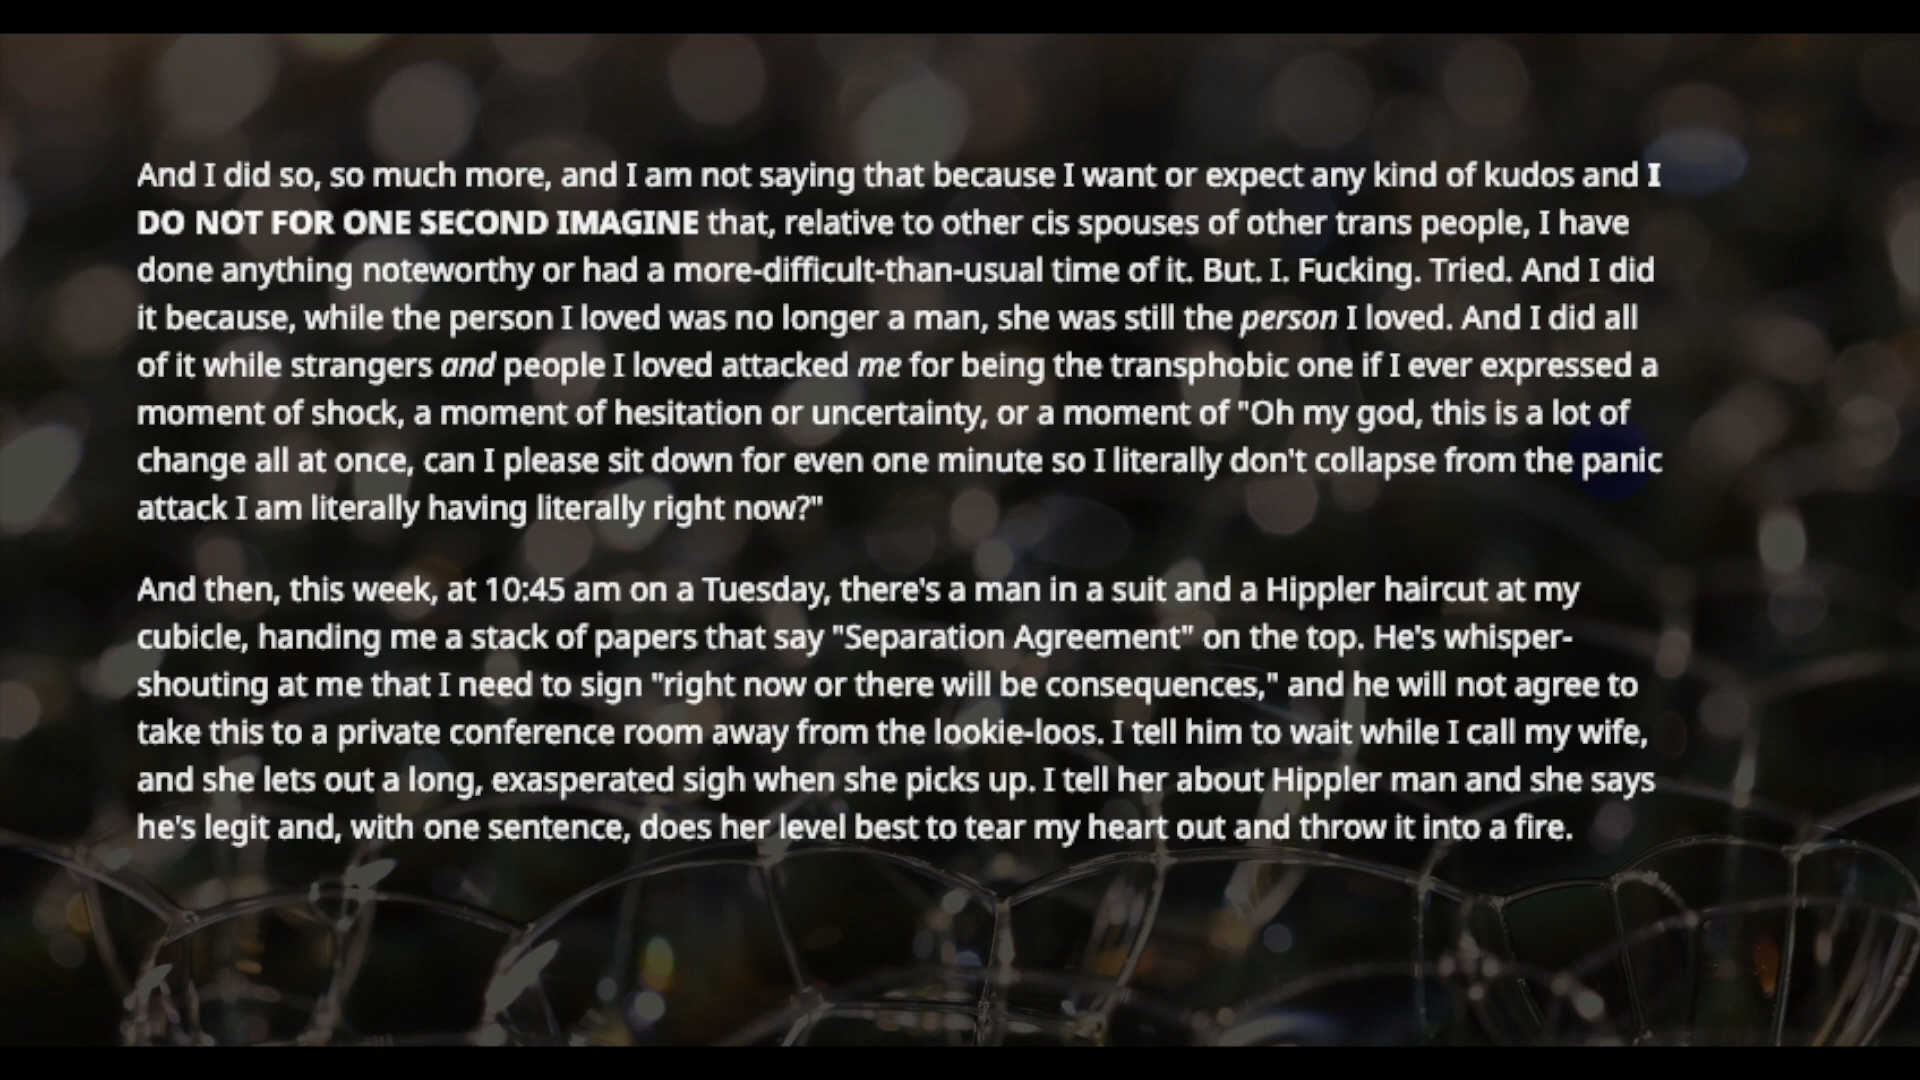 And I did so, so much more, and I am not saying that because I want or expect any kind of kudos and I
DO NOT FOR ONE SECOND IMAGINE that, relative to other cis spouses of other trans people, I have
done anything noteworthy or had a more-difficult-than-usual time of it. But. I. Fucking. Tried. And I did
it because, while the person I loved was no longer a man, she was still the person I loved. And I did all
of it while strangers and people I loved attacked me for being the transphobic one if I ever expressed a
moment of shock, a moment of hesitation or uncertainty, or a moment of "Oh my god, this is a lot of
change all at once, can I please sit down for even one minute so I literally don't collapse from the panic
attack I am literally having literally right now?"
And then, this week, at 10:45 am on a Tuesday, there's a man in a suit and a Hippler haircut at my
cubicle, handing me a stack of papers that say "Separation Agreement" on the top. He's whisper-
shouting at me that I need to sign "right now or there will be consequences," and he will not agree to
take this to a private conference room away from the lookie-loos. I tell him to wait while I call my wife,
and she lets out a long, exasperated sigh when she picks up. I tell her about Hippler man and she says
he's legit and, with one sentence, does her level best to tear my heart out and throw it into a fire.